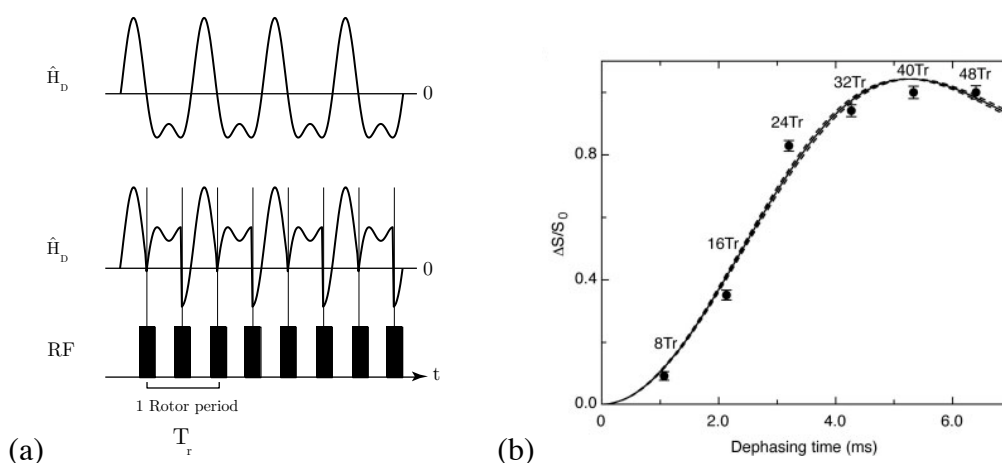 Ĥ_D
0
Ĥ_D
0
RF
t
1 Rotor period
T_r
(a)
(b)
ΔS/S₀
0.8
0.4
0.0
8Tr
16Tr
24Tr
32Tr
40Tr
48Tr
0
2.0
4.0
6.0
Dephasing time (ms)